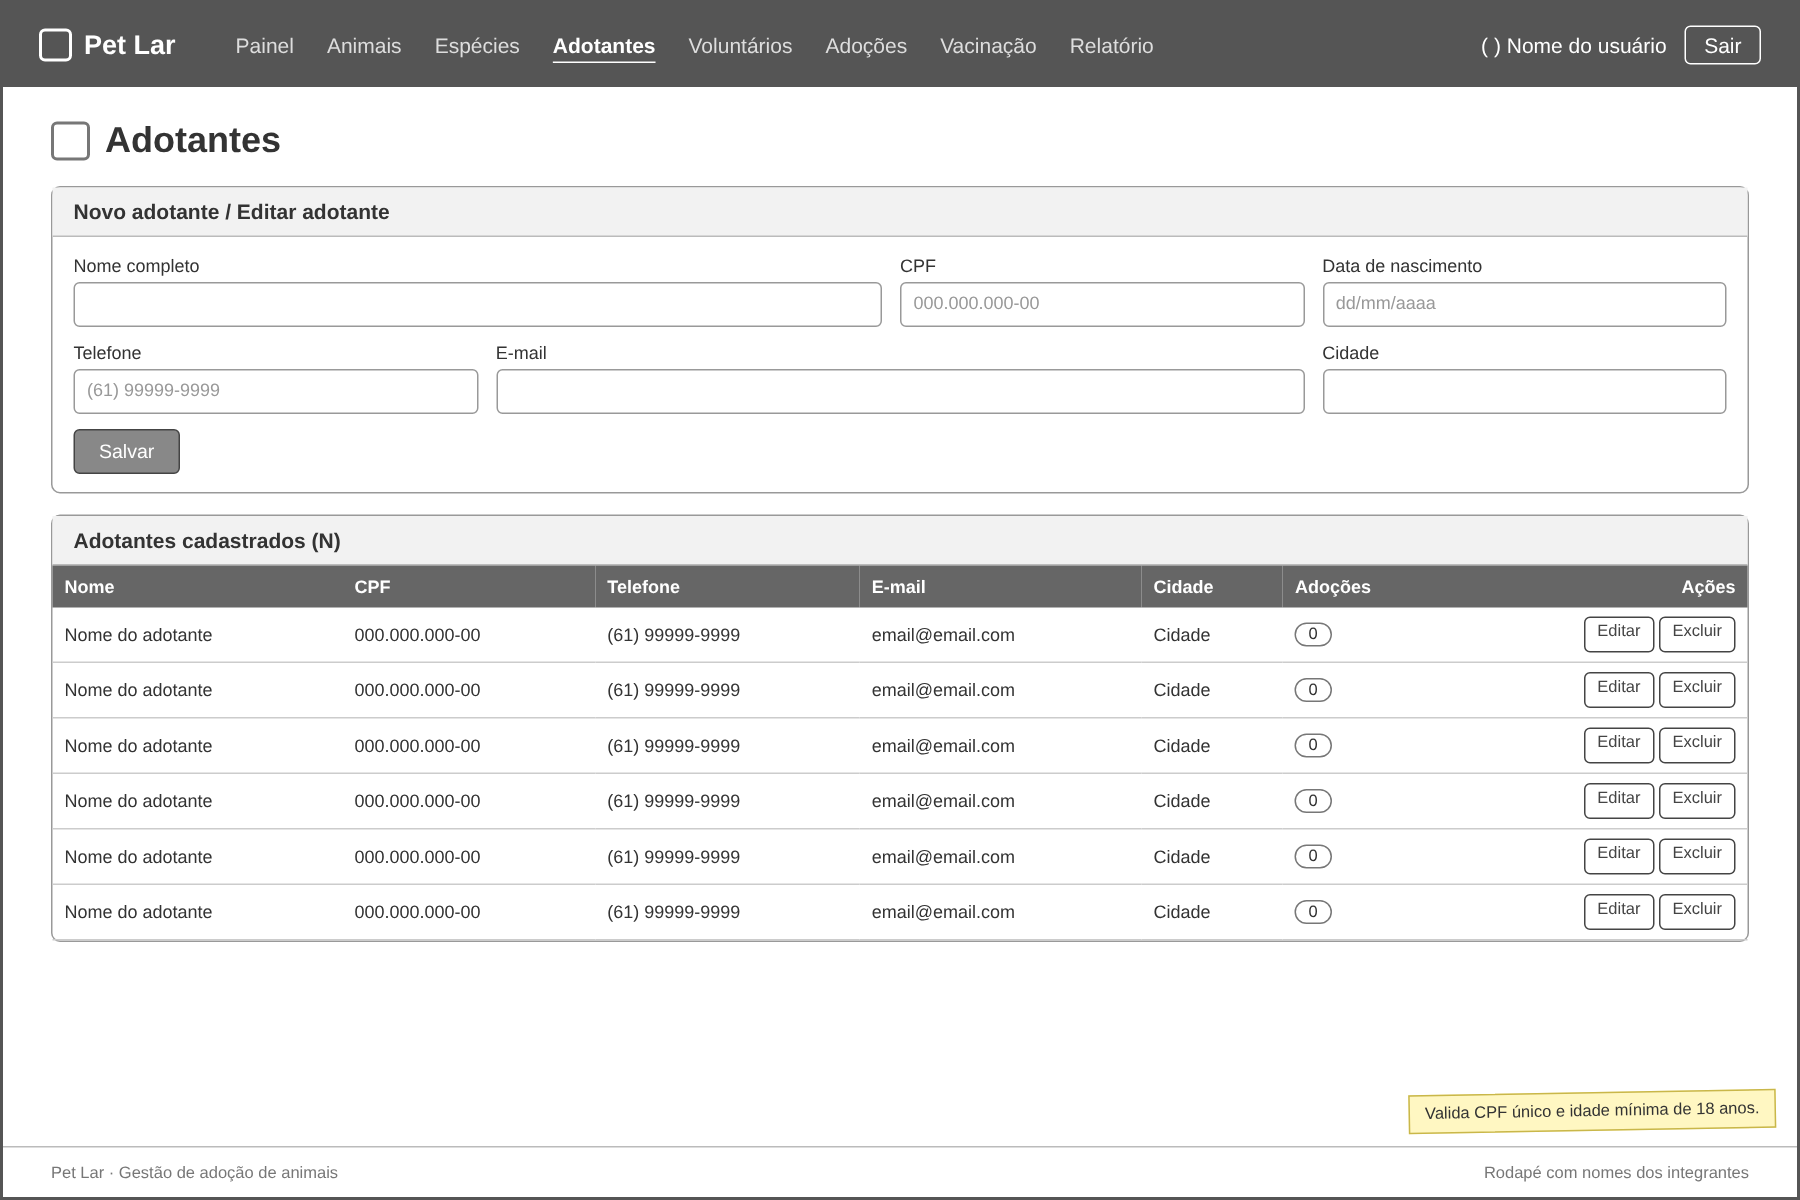 Pet Lar Painel Animais Espécies Adotantes Voluntários Adoções Vacinação Relatório ( ) Nome do usuário Sair
Adotantes
Novo adotante / Editar adotante
Nome completo CPF Data de nascimento
000.000.000-00 dd/mm/aaaa
Telefone E-mail Cidade
(61) 99999-9999
Salvar
Adotantes cadastrados (N)
Nome CPF Telefone E-mail Cidade Adoções Ações
Nome do adotante 000.000.000-00 (61) 99999-9999 email@email.com Cidade 0 Editar Excluir
Nome do adotante 000.000.000-00 (61) 99999-9999 email@email.com Cidade 0 Editar Excluir
Nome do adotante 000.000.000-00 (61) 99999-9999 email@email.com Cidade 0 Editar Excluir
Nome do adotante 000.000.000-00 (61) 99999-9999 email@email.com Cidade 0 Editar Excluir
Nome do adotante 000.000.000-00 (61) 99999-9999 email@email.com Cidade 0 Editar Excluir
Nome do adotante 000.000.000-00 (61) 99999-9999 email@email.com Cidade 0 Editar Excluir
Valida CPF único e idade mínima de 18 anos.
Pet Lar · Gestão de adoção de animais Rodapé com nomes dos integrantes